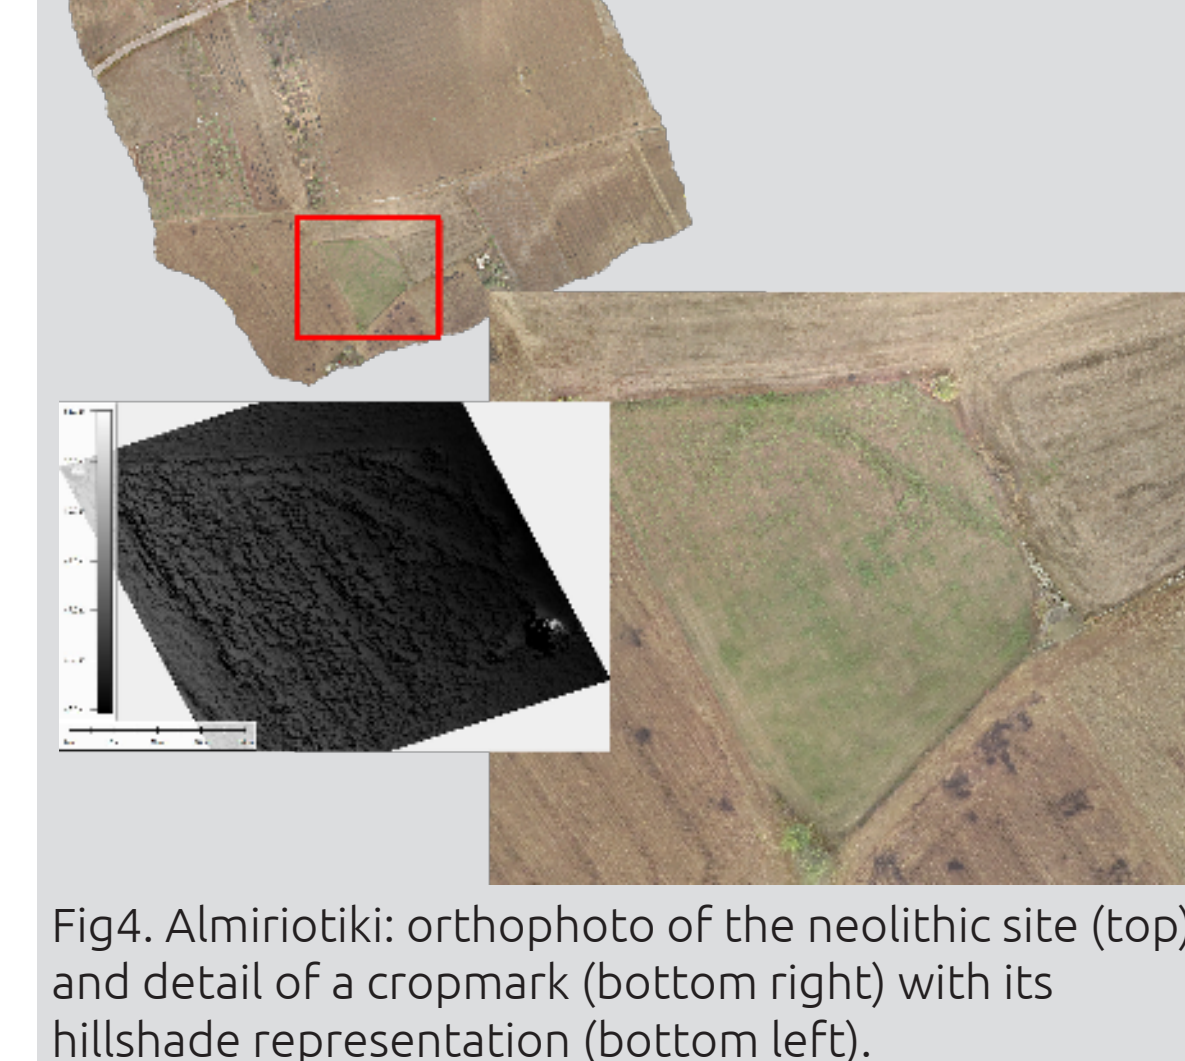 Fig4. Almiriotiki: orthophoto of the neolithic site (top)
and detail of a cropmark (bottom right) with its
hillshade representation (bottom left).